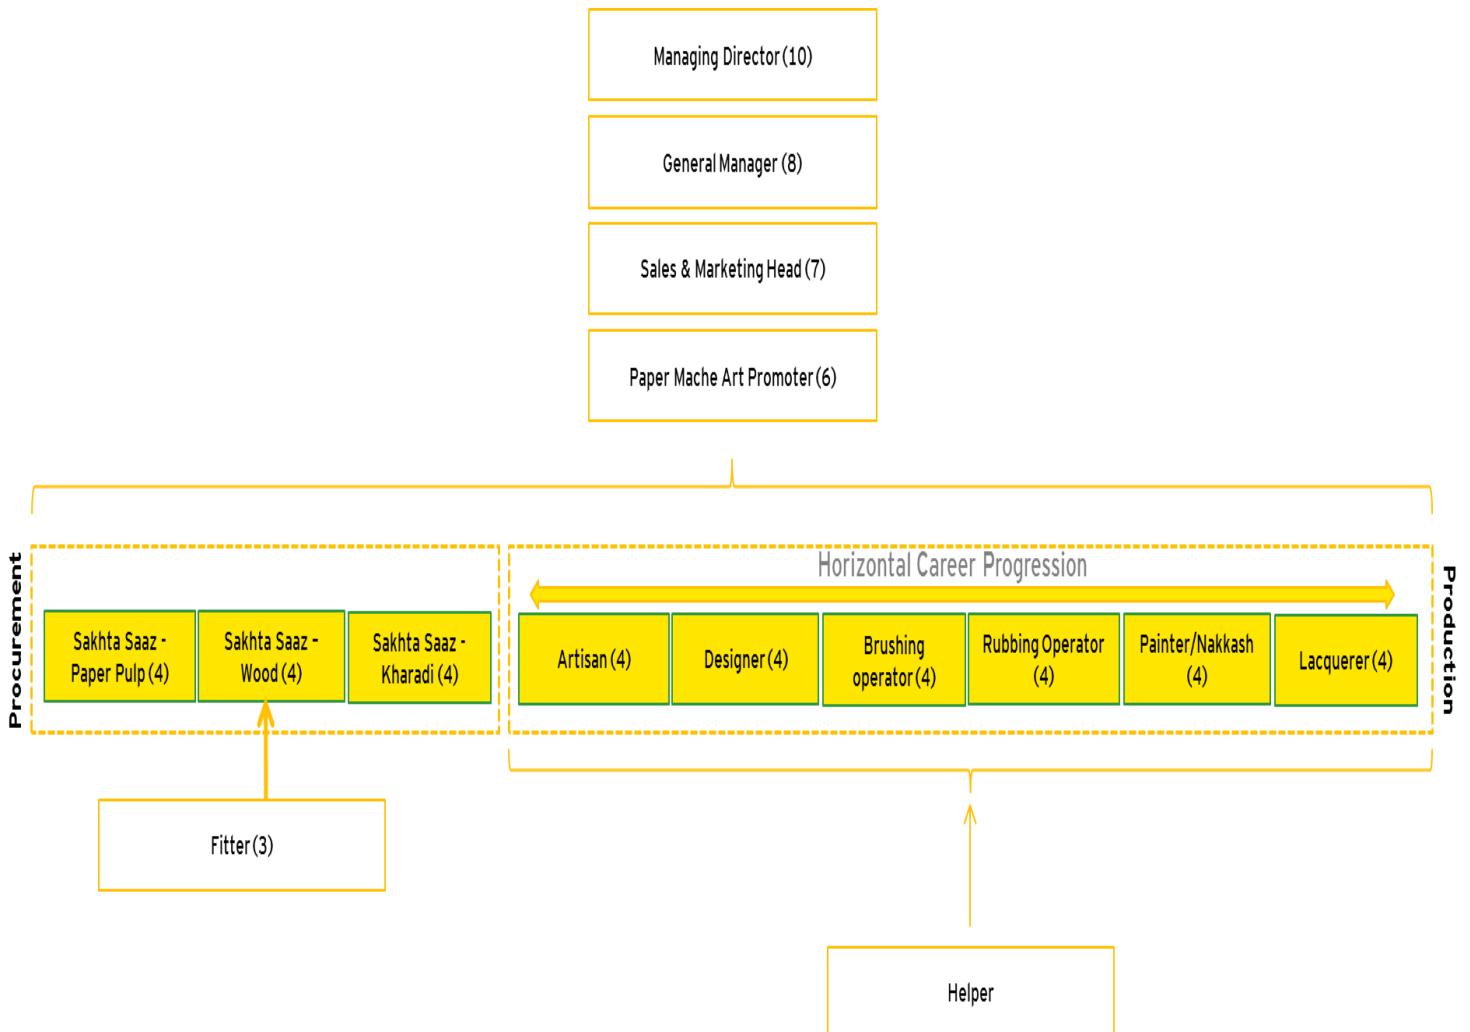 Managing Director (10)
General Manager (8)
Sales & Marketing Head (7)
Paper Mache Art Promoter (6)
Procurement
Horizontal Career Progression
Production
Sakhta Saaz -
Paper Pulp (4)
Sakhta Saaz –
Wood (4)
Sakhta Saaz -
Kharadi (4)
Artisan (4)
Designer (4)
Brushing
operator (4)
Rubbing Operator
(4)
Painter/Nakkash
(4)
Lacquerer (4)
Fitter (3)
Helper